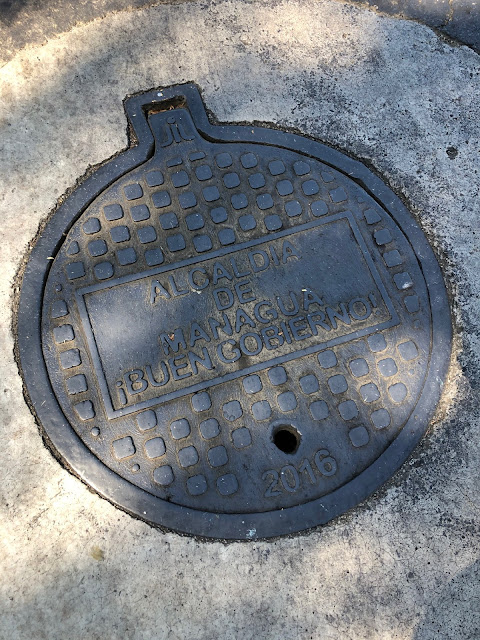 ALCALDIA
DE
MANAGUA
¡BUEN GOBIERNO!
2016